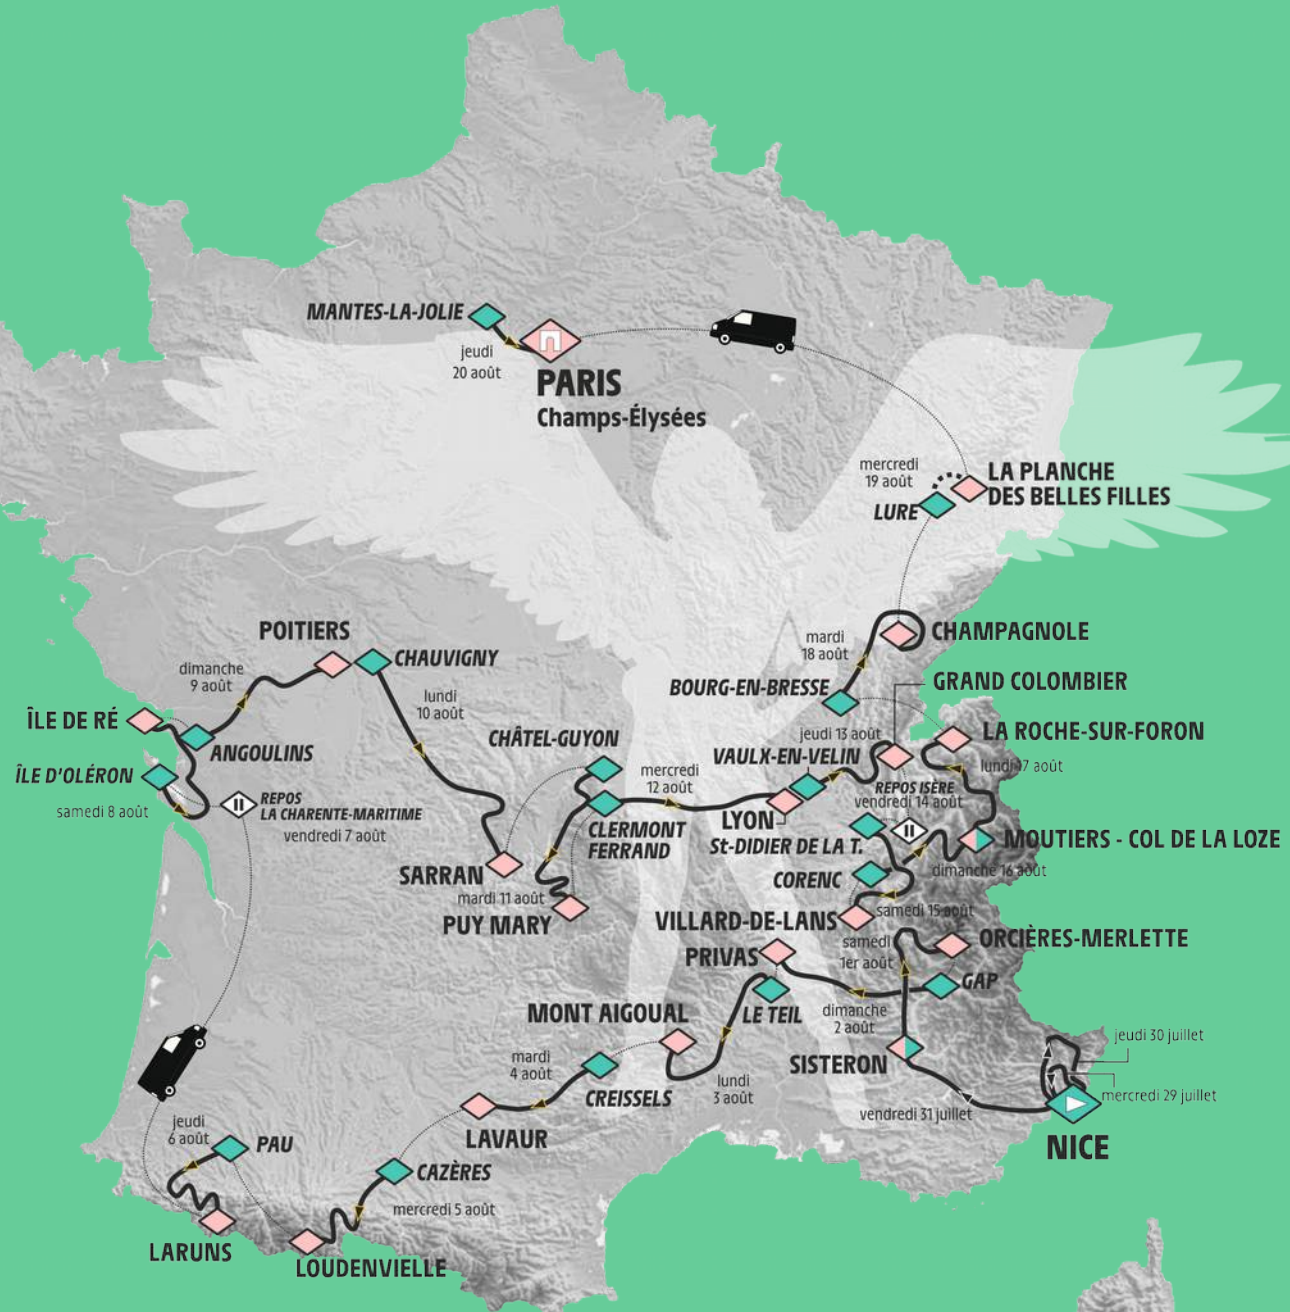 MANTES-LA-JOLIE
jeudi
20 août
PARIS
Champs-Élysées
mercredi
19 août
LA PLANCHE
DES BELLES FILLES
LURE
POITIERS
CHAUVIGNY
dimanche
9 août
lundi
10 août
mardi
18 août
CHAMPAGNOLE
BOURG-EN-BRESSE
GRAND COLOMBIER
ÎLE DE RÉ
ANGOULINS
CHÂTEL-GUYON
jeudi 13 août
LA ROCHE-SUR-FORON
VAULX-EN-VELIN
lundi 17 août
ÎLE D'OLÉRON
mercredi
12 août
REPOS ISÈRE
vendredi 14 août
samedi 8 août
REPOS
LA CHARENTE-MARITIME
vendredi 7 août
LYON
CLERMONT
FERRAND
St-DIDIER DE LA T.
MOUTIERS - COL DE LA LOZE
SARRAN
CORENC
dimanche 16 août
mardi 11 août
PUY MARY
VILLARD-DE-LANS
samedi 15 août
samedi
1er août
ORCIÈRES-MERLETTE
PRIVAS
GAP
MONT AIGOUAL
LE TEIL
dimanche
2 août
SISTERON
jeudi 30 juillet
mardi
4 août
CREISSELS
lundi
3 août
mercredi 29 juillet
vendredi 31 juillet
NICE
LAVAUR
jeudi
6 août
PAU
CAZÈRES
mercredi 5 août
LARUNS
LOUDENVIELLE